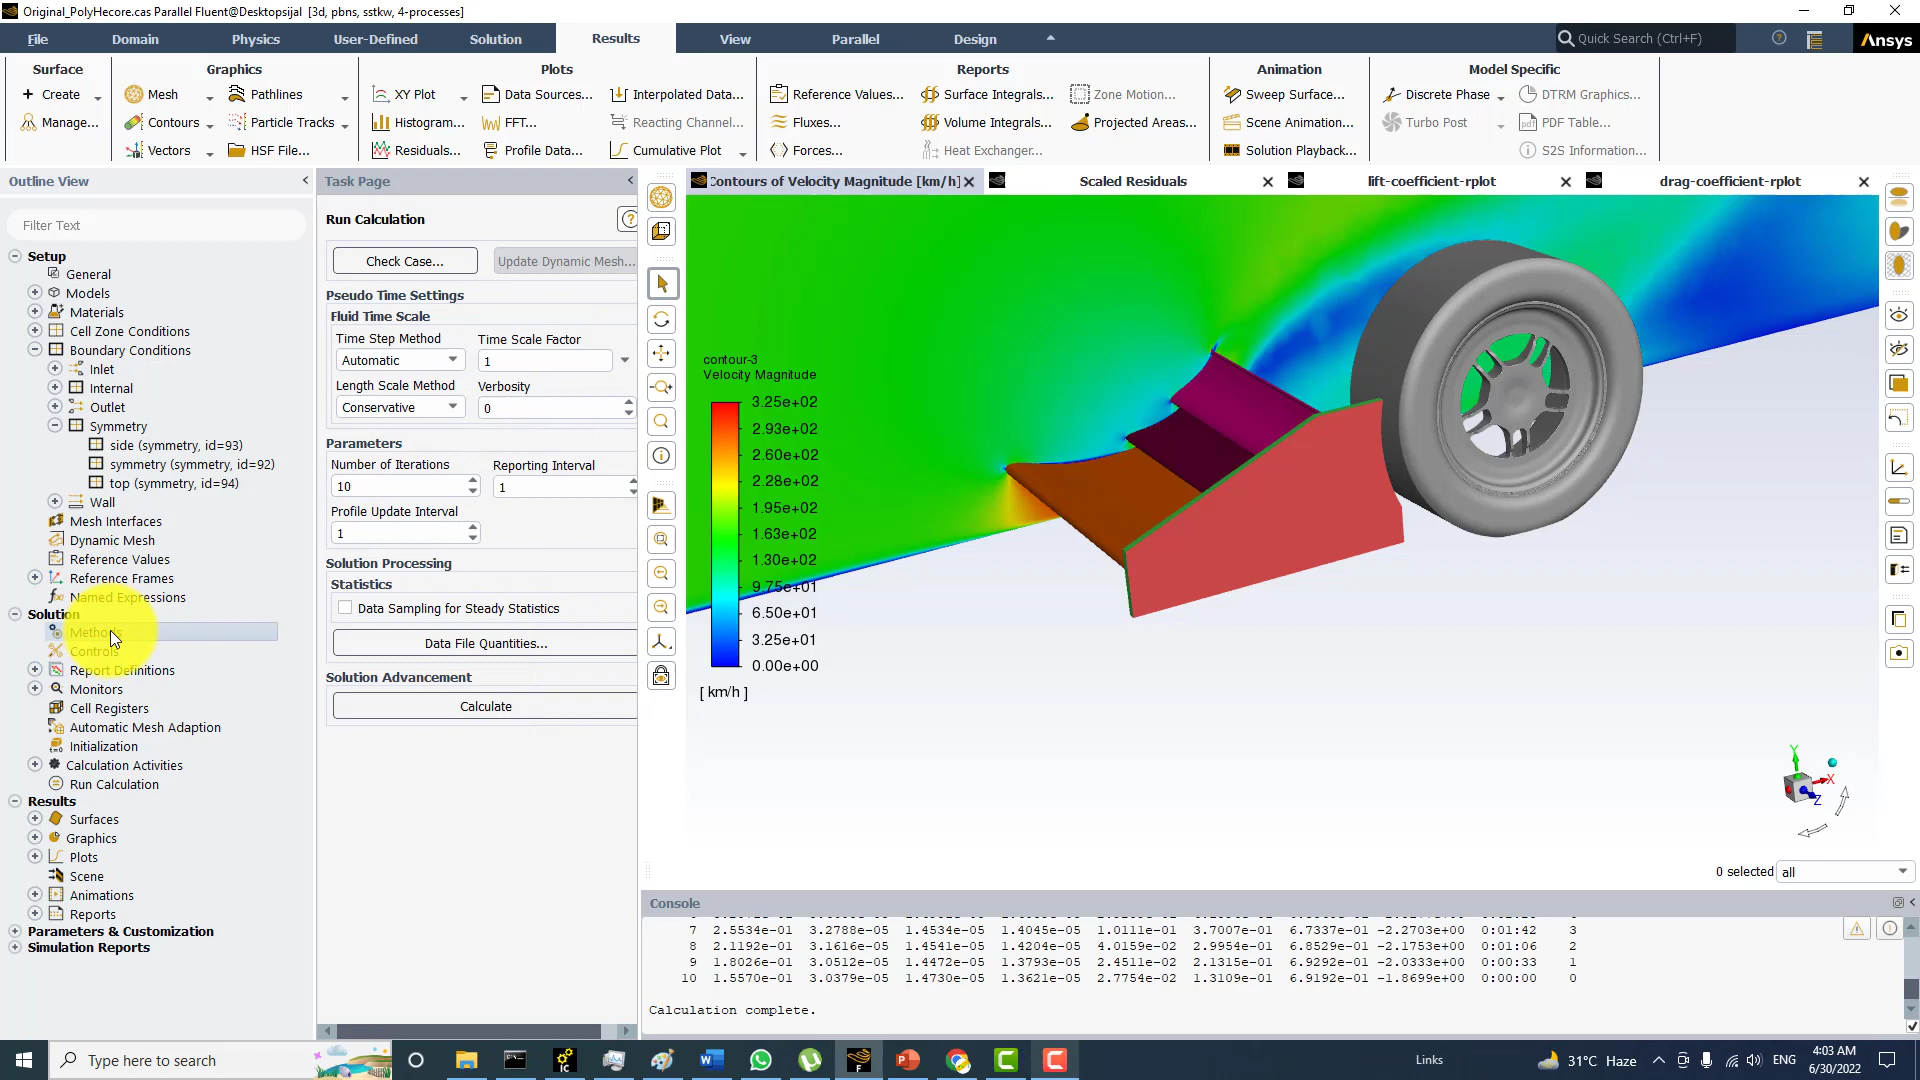 Original_PolyHecore.cas Parallel Fluent@Desktopsijal [3d, pbns, sstkw, 4-processes]
File Domain Physics User-Defined Solution Results View Parallel Design Quick Search (Ctrl+F) Ansys
Surface Graphics Plots Reports Animation Model Specific
Create Mesh Pathlines XY Plot Data Sources... Interpolated Data... Reference Values... Surface Integrals... Zone Motion... Sweep Surface... Discrete Phase DTRM Graphics...
Manage... Contours Particle Tracks Histogram... FFT... Reacting Channel... Fluxes... Volume Integrals... Projected Areas... Scene Animation... Turbo Post PDF Table...
Vectors HSF File... Residuals... Profile Data... Cumulative Plot Forces... Heat Exchanger... Solution Playback... S2S Information...
Outline View
Filter Text
Setup
General
Models
Materials
Cell Zone Conditions
Boundary Conditions
Inlet
Internal
Outlet
Symmetry
side (symmetry, id=93)
symmetry (symmetry, id=92)
top (symmetry, id=94)
Wall
Mesh Interfaces
Dynamic Mesh
Reference Values
Reference Frames
Named Expressions
Solution
Methods
Controls
Report Definitions
Monitors
Cell Registers
Automatic Mesh Adaption
Initialization
Calculation Activities
Run Calculation
Results
Surfaces
Graphics
Plots
Scene
Animations
Reports
Parameters & Customization
Simulation Reports
Task Page
Run Calculation
Check Case... Update Dynamic Mesh...
Pseudo Time Settings
Fluid Time Scale
Time Step Method Time Scale Factor
Automatic 1
Length Scale Method Verbosity
Conservative 0
Parameters
Number of Iterations Reporting Interval
10 1
Profile Update Interval
1
Solution Processing
Statistics
Data Sampling for Steady Statistics
Data File Quantities...
Solution Advancement
Calculate
Contours of Velocity Magnitude [km/h] Scaled Residuals lift-coefficient-rplot drag-coefficient-rplot
contour-3
Velocity Magnitude
3.25e+02
2.93e+02
2.60e+02
2.28e+02
1.95e+02
1.63e+02
1.30e+02
9.75e+01
6.50e+01
3.25e+01
0.00e+00
[ km/h ]
Y
X
Z
0 selected all
Console
7 2.5534e-01 3.2788e-05 1.4534e-05 1.4045e-05 1.0111e-01 3.7007e-01 6.7337e-01 -2.2703e+00 0:01:42 3
8 2.1192e-01 3.1616e-05 1.4541e-05 1.4204e-05 4.0159e-02 2.9954e-01 6.8529e-01 -2.1753e+00 0:01:06 2
9 1.8026e-01 3.0512e-05 1.4472e-05 1.3793e-05 2.4511e-02 2.1315e-01 6.9292e-01 -2.0333e+00 0:00:33 1
10 1.5570e-01 3.0379e-05 1.4730e-05 1.3621e-05 2.7754e-02 1.3109e-01 6.9192e-01 -1.8699e+00 0:00:00 0
Calculation complete.
Type here to search
Links
31°C Haze
ENG
4:03 AM
6/30/2022